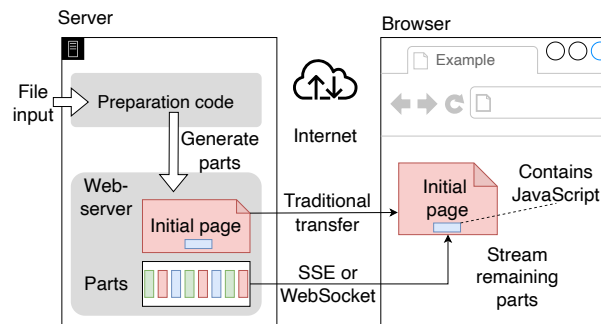 Server
Browser
Example
File
input
Preparation code
Generate
parts
Internet
Web-
server
Initial page
Traditional
transfer
Initial
page
Contains
JavaScript
Parts
SSE or
WebSocket
Stream
remaining
parts